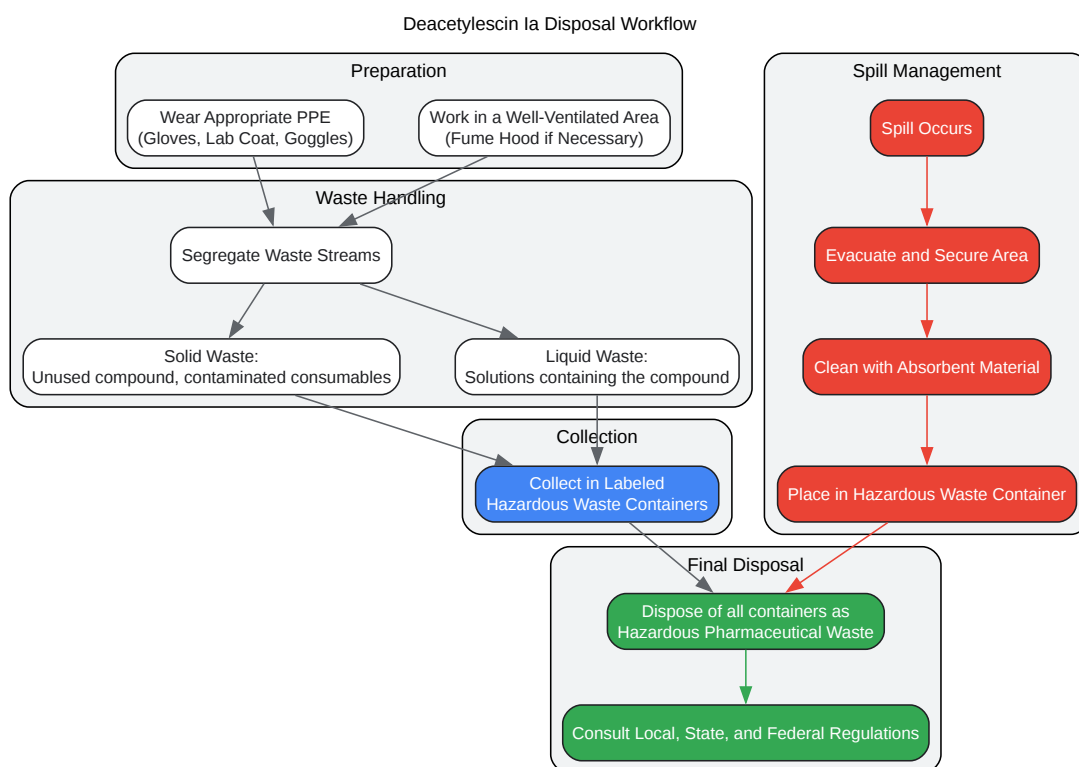 Deacetylescin Ia Disposal Workflow
Preparation
Wear Appropriate PPE
(Gloves, Lab Coat, Goggles)
Work in a Well-Ventilated Area
(Fume Hood if Necessary)
Waste Handling
Segregate Waste Streams
Solid Waste:
Unused compound, contaminated consumables
Liquid Waste:
Solutions containing the compound
Collection
Collect in Labeled
Hazardous Waste Containers
Spill Management
Spill Occurs
Evacuate and Secure Area
Clean with Absorbent Material
Place in Hazardous Waste Container
Final Disposal
Dispose of all containers as
Hazardous Pharmaceutical Waste
Consult Local, State, and Federal Regulations